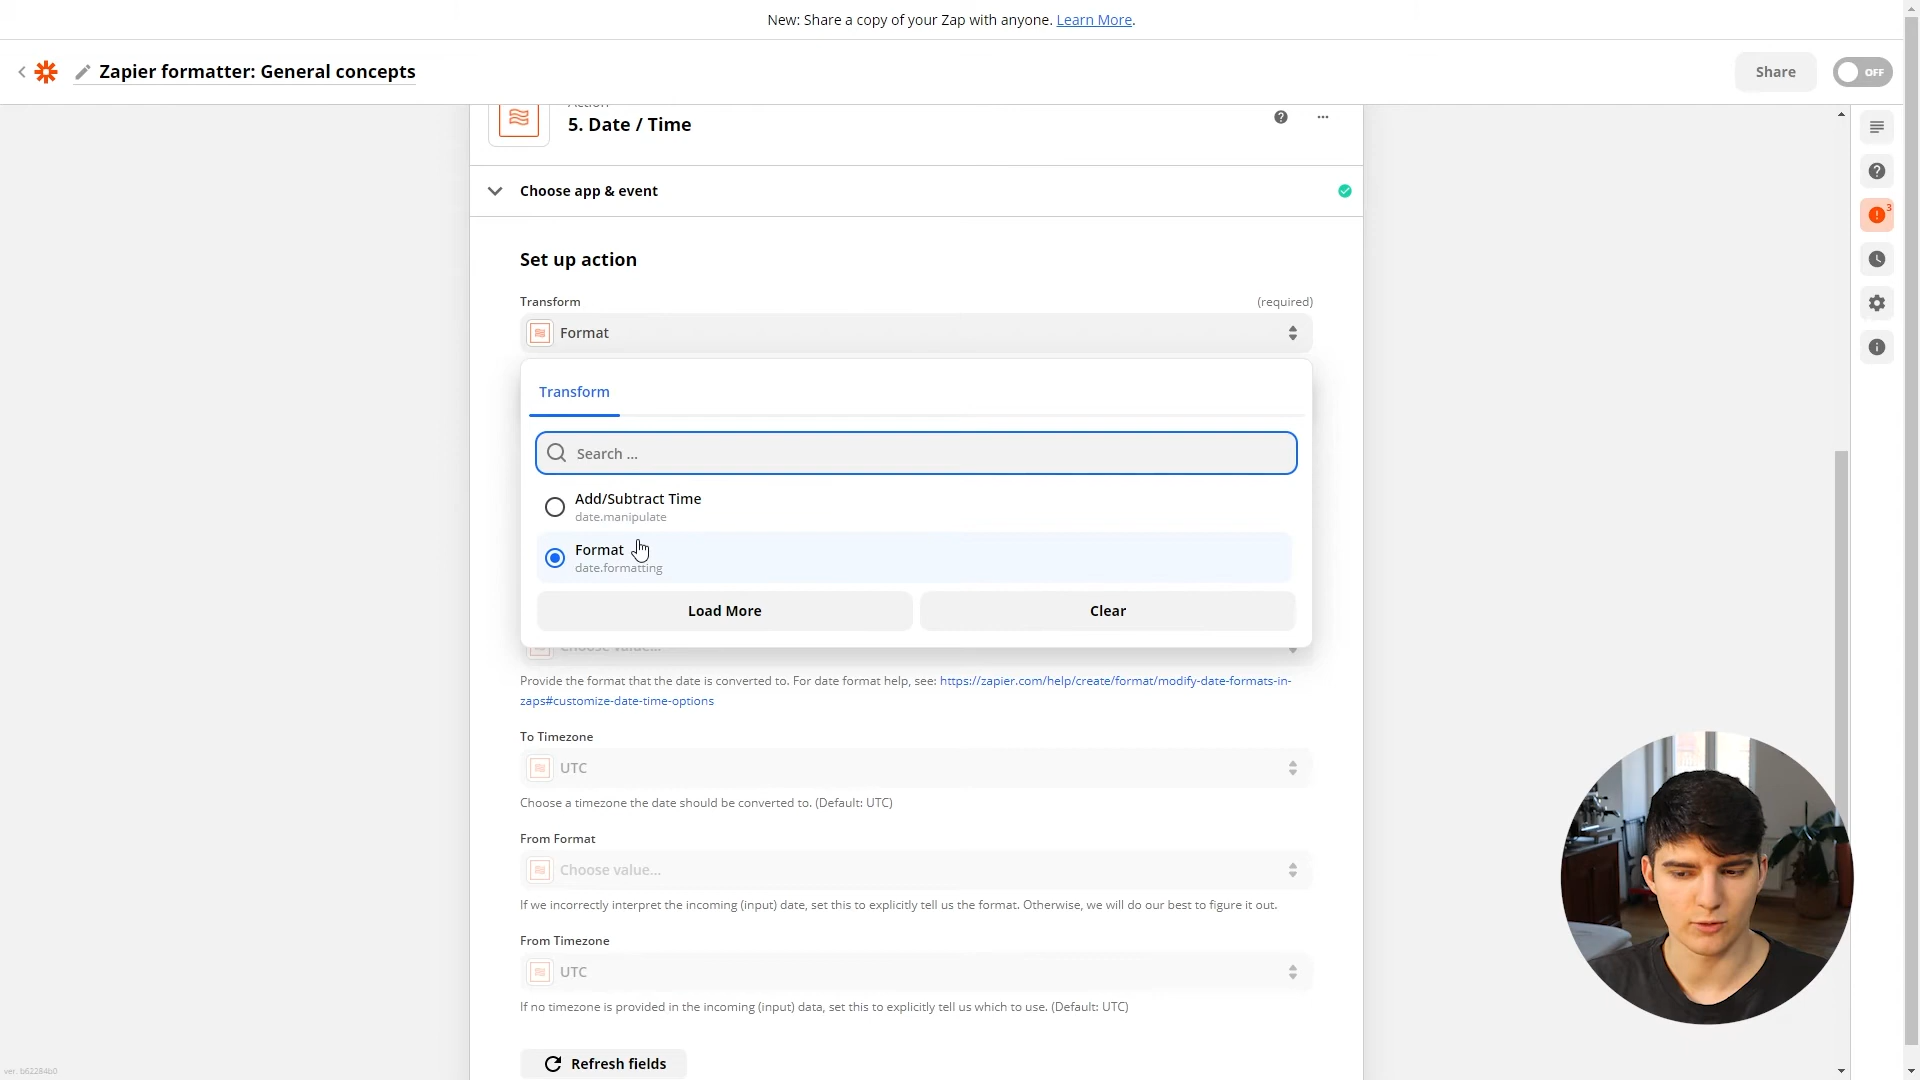 New: Share a copy of your Zap with anyone. Learn More.
Zapier formatter: General concepts
Share
OFF
Action
5. Date / Time
3
Choose app & event
Set up action
Transform
(required)
Format
Transform
Search ...
Add/Subtract Time
date.manipulate
Format
date.formatting
Load More
Clear
Choose value...
Provide the format that the date is converted to. For date format help, see: https://zapier.com/help/create/format/modify-date-formats-in-
zaps#customize-date-time-options
To Timezone
UTC
Choose a timezone the date should be converted to. (Default: UTC)
From Format
Choose value...
If we incorrectly interpret the incoming (input) date, set this to explicitly tell us the format. Otherwise, we will do our best to figure it out.
From Timezone
UTC
If no timezone is provided in the incoming (input) data, set this to explicitly tell us which to use. (Default: UTC)
Refresh fields
ver. b62284b0